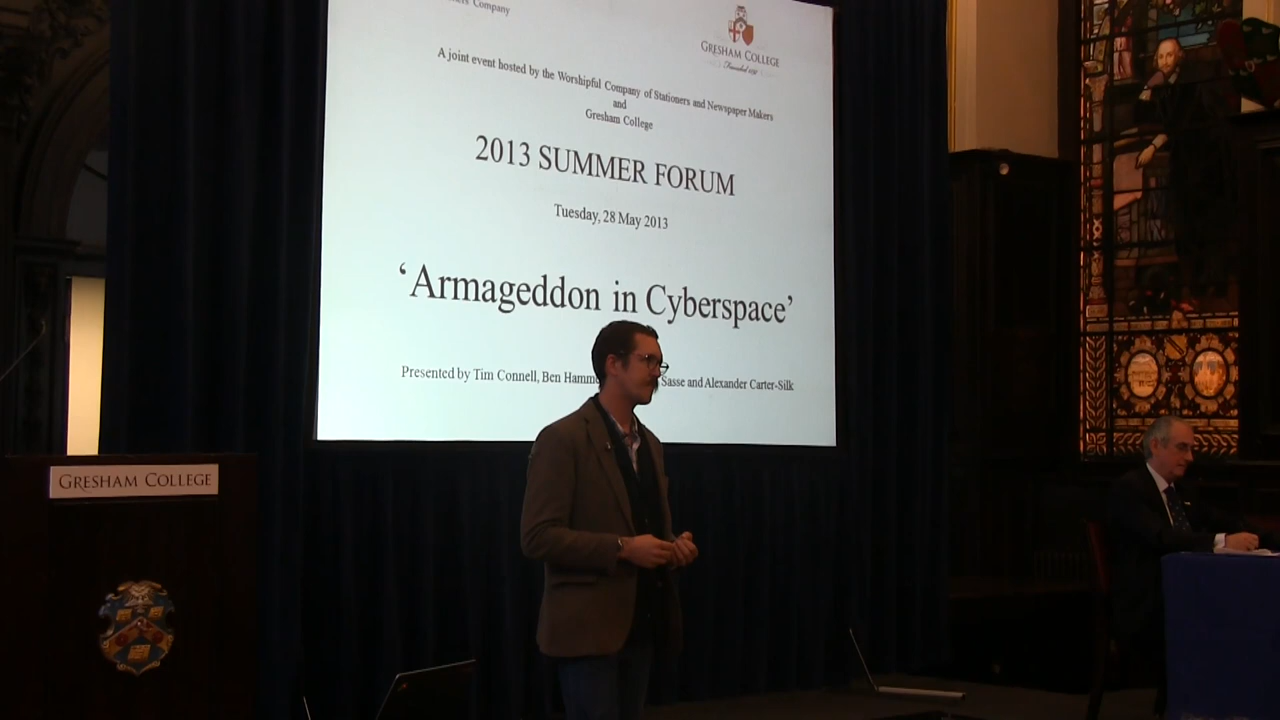 Company
GRESHAM COLLEGE
A joint event hosted by the Worshipful Company of Stationers and Newspaper Makers
and
Gresham College
2013 SUMMER FORUM
Tuesday, 28 May 2013
‘Armageddon in Cyberspace’
Presented by Tim Connell, Ben Hamme Sasse and Alexander Carter-Silk
GRESHAM COLLEGE